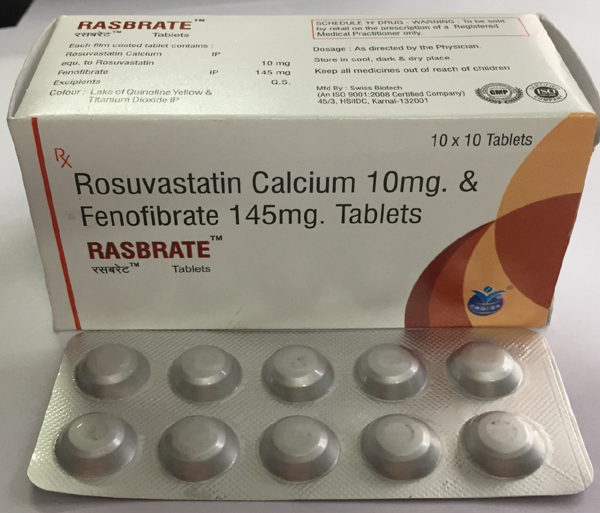 RASBRATE™
रसबरेट™ Tablets
Each film coated tablet contains :
Rosuvastatin Calcium IP
equ. to Rosuvastatin 10 mg
Fenofibrate IP 145 mg
Excipients Q.S.
Colour : Lake of Quinoline Yellow &
Titanium Dioxide IP
SCHEDULE 'H' DRUG - WARNING - To be sold
by retail on the prescription of a Registered
Medical Practitioner only.
Dosage : As directed by the Physician.
Store in cool, dark & dry place.
Keep all medicines out of reach of children
Mfd By : Swiss Biotech
(An ISO 9001:2008 Certified Company)
45/3, HSIIDC, Karnal-132001
GMP
ISO
10 x 10 Tablets
Rx
Rosuvastatin Calcium 10mg. &
Fenofibrate 145mg. Tablets
RASBRATE™
रसबरेट™ Tablets